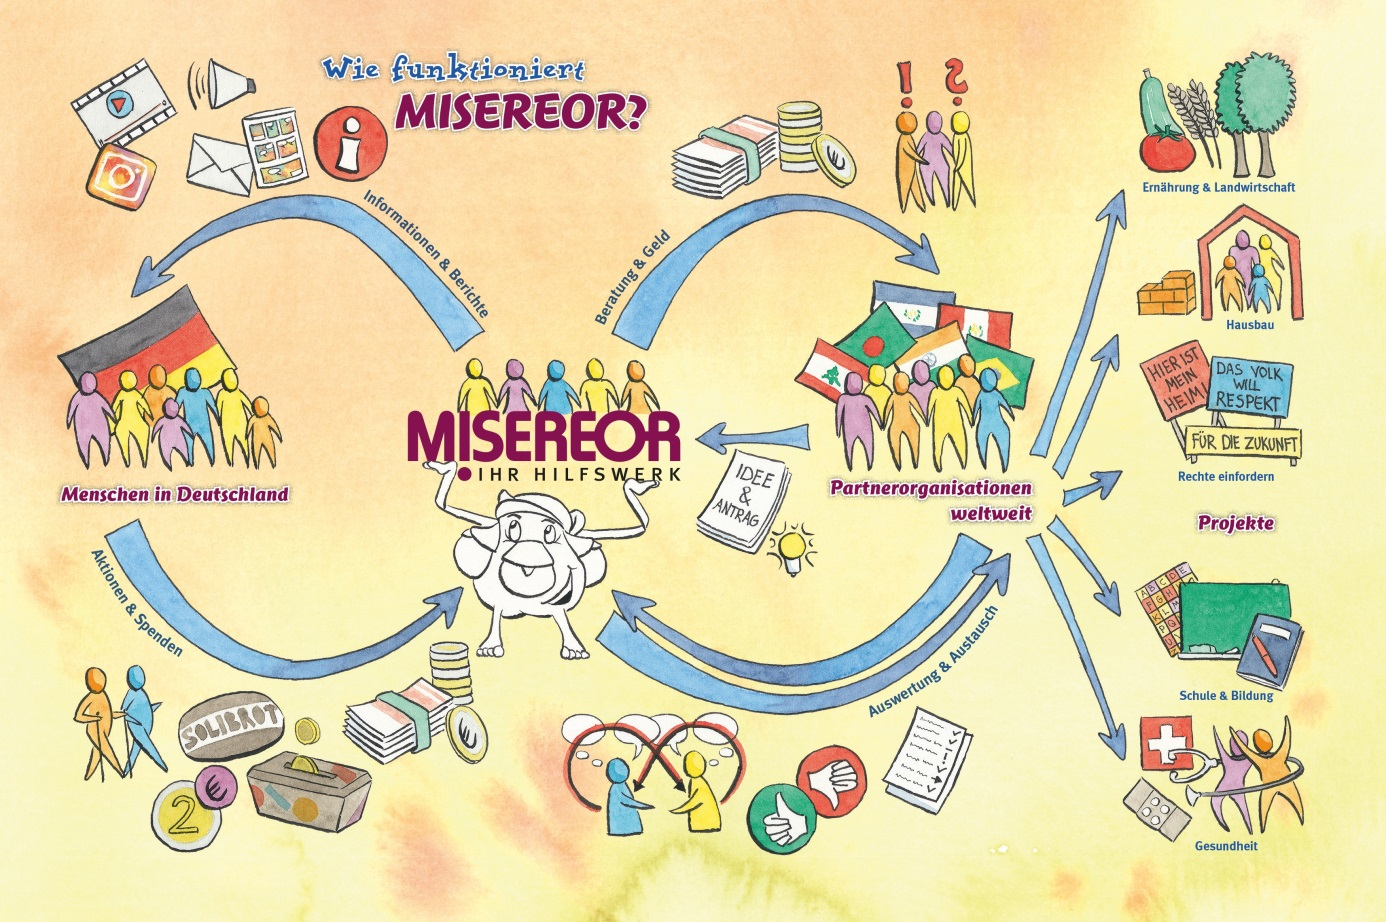 Wie funktioniert
MISEREOR?
i
Informationen & Berichte
Beratung & Geld
€
! ?
Ernährung & Landwirtschaft
Hausbau
HIER IST
MEIN
HEIM
DAS VOLK
WILL
RESPEKT
FÜR DIE ZUKUNFT!
Rechte einfordern
Projekte
Menschen in Deutschland
MISEREOR
IHR HILFSWERK
IDEE
&
ANTRAG
Partnerorganisationen
weltweit
Aktionen & Spenden
SOLIBROT
2
€
€
Auswertung & Austausch
A B C D E
Schule & Bildung
Gesundheit